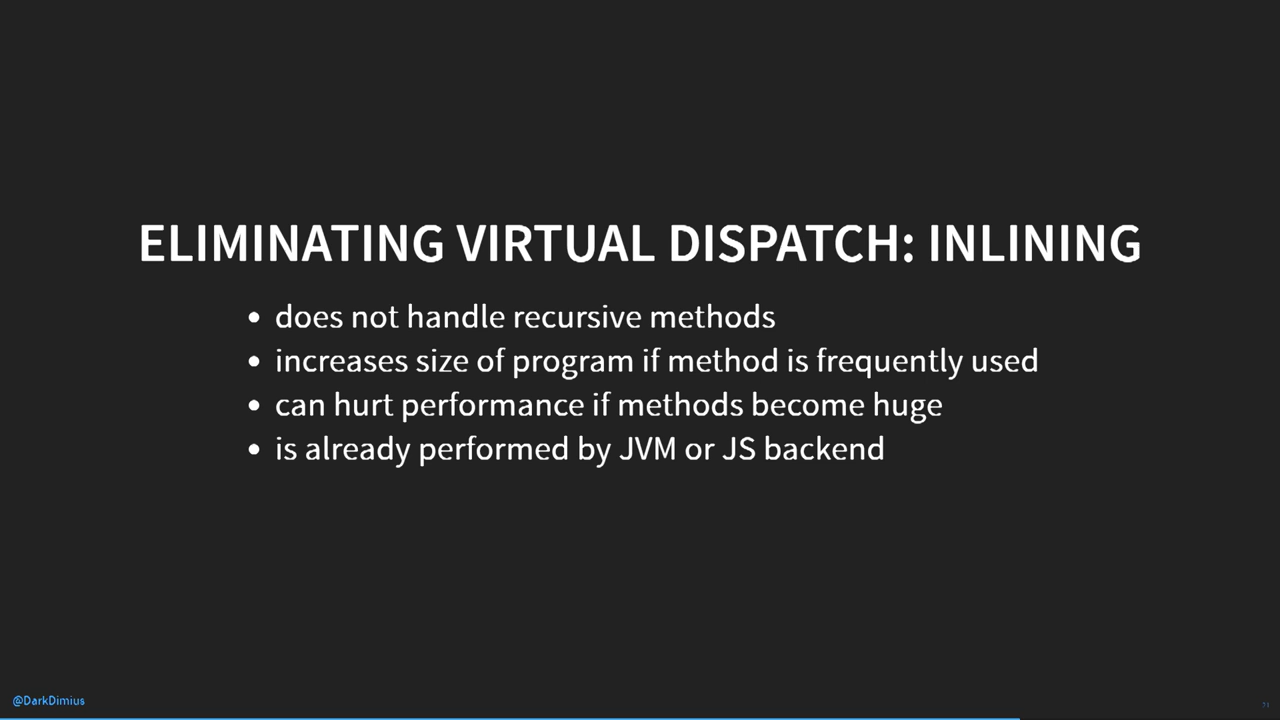 ELIMINATING VIRTUAL DISPATCH: INLINING
does not handle recursive methods
increases size of program if method is frequently used
can hurt performance if methods become huge
is already performed by JVM or JS backend
@DarkDimius